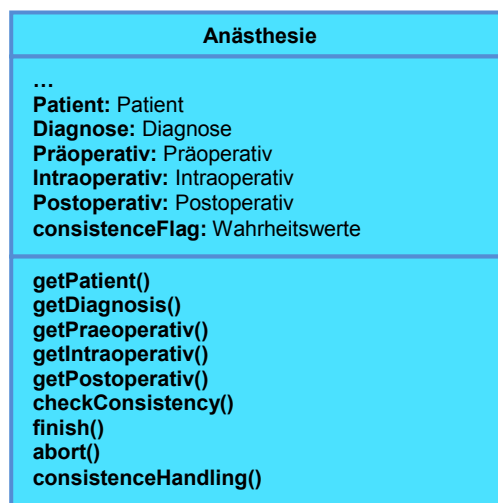 Anästhesie
…
Patient: Patient
Diagnose: Diagnose
Präoperativ: Präoperativ
Intraoperativ: Intraoperativ
Postoperativ: Postoperativ
consistenceFlag: Wahrheitswerte
getPatient()
getDiagnosis()
getPraeoperativ()
getIntraoperativ()
getPostoperativ()
checkConsistency()
finish()
abort()
consistenceHandling()